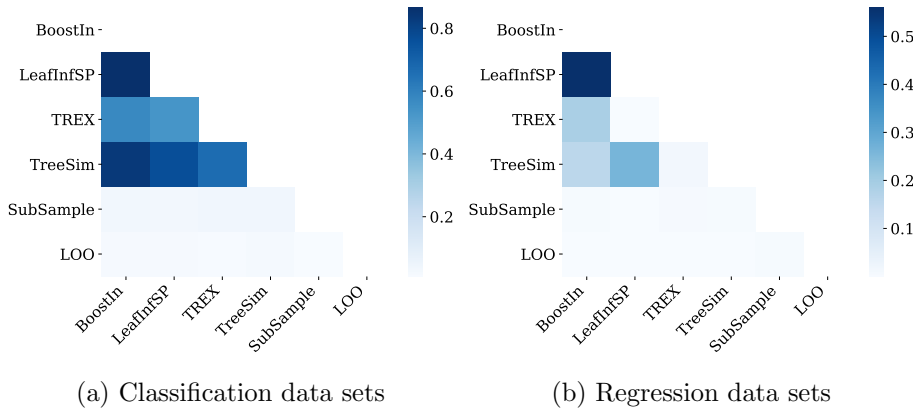 BoostIn
LeafInfSP
TREX
TreeSim
SubSample
LOO
BoostIn
LeafInfSP
TREX
TreeSim
SubSample
LOO
0.8
0.6
0.4
0.2
(a) Classification data sets
BoostIn
LeafInfSP
TREX
TreeSim
SubSample
LOO
BoostIn
LeafInfSP
TREX
TreeSim
SubSample
LOO
0.5
0.4
0.3
0.2
0.1
(b) Regression data sets